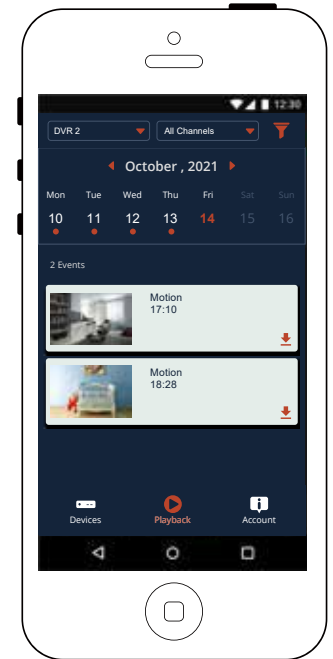 12:30
DVR 2 All Channels
October , 2021
Mon Tue Wed Thu Fri Sat Sun
10 11 12 13 14 15 16
2 Events
Motion
17:10
Motion
18:28
Devices Playback Account